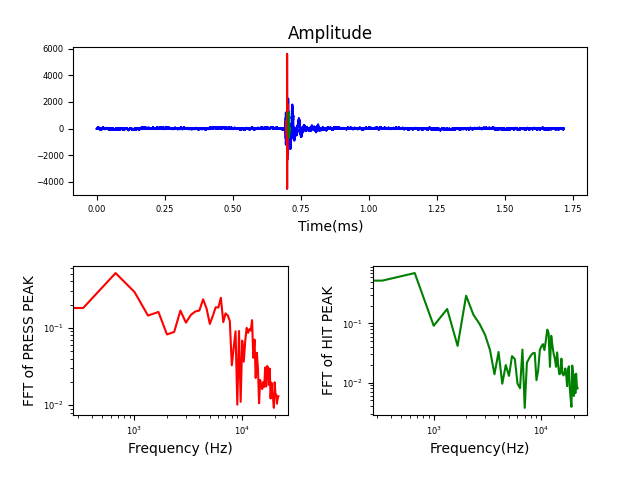 Amplitude
6000
4000
2000
0
−2000
−4000
0.00 0.25 0.50 0.75 1.00 1.25 1.50 1.75
Time(ms)
FFT of PRESS PEAK
10⁻¹
10⁻²
10³ 10⁴
Frequency (Hz)
FFT of HIT PEAK
10⁻¹
10⁻²
10³ 10⁴
Frequency(Hz)